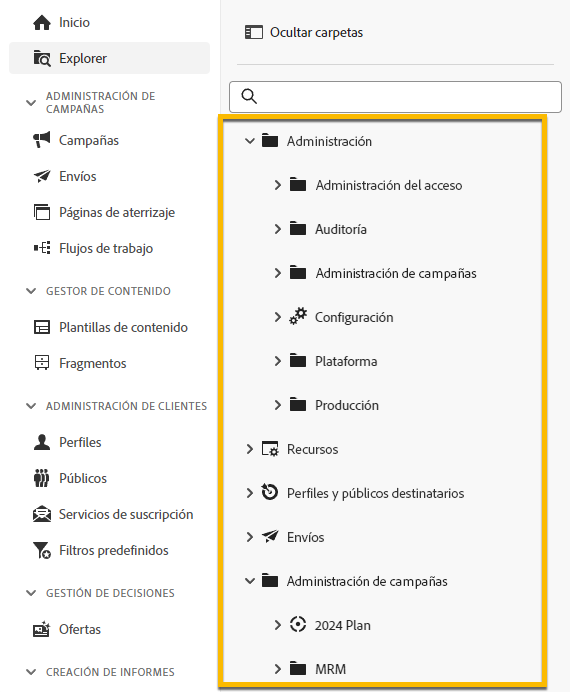 Inicio
Explorer
ADMINISTRACIÓN DE
CAMPAÑAS
Campañas
Envíos
Páginas de aterrizaje
Flujos de trabajo
GESTOR DE CONTENIDO
Plantillas de contenido
Fragmentos
ADMINISTRACIÓN DE CLIENTES
Perfiles
Públicos
Servicios de suscripción
Filtros predefinidos
GESTIÓN DE DECISIONES
Ofertas
CREACIÓN DE INFORMES
Ocultar carpetas
Administración
Administración del acceso
Auditoría
Administración de campañas
Configuración
Plataforma
Producción
Recursos
Perfiles y públicos destinatarios
Envíos
Administración de campañas
2024 Plan
MRM